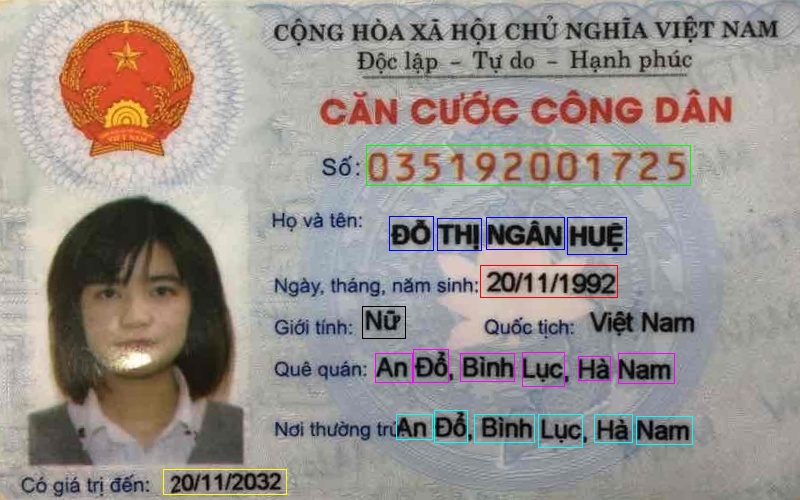 CỘNG HÒA XÃ HỘI CHỦ NGHĨA VIỆT NAM
Độc lập - Tự do - Hạnh phúc
CĂN CƯỚC CÔNG DÂN
Số: 035192001725
Họ và tên: ĐỖ THỊ NGÂN HUỆ
Ngày, tháng, năm sinh: 20/11/1992
Giới tính: Nữ Quốc tịch: Việt Nam
Quê quán: An Đổ, Bình Lục, Hà Nam
Nơi thường trú: An Đổ, Bình Lục, Hà Nam
Có giá trị đến: 20/11/2032